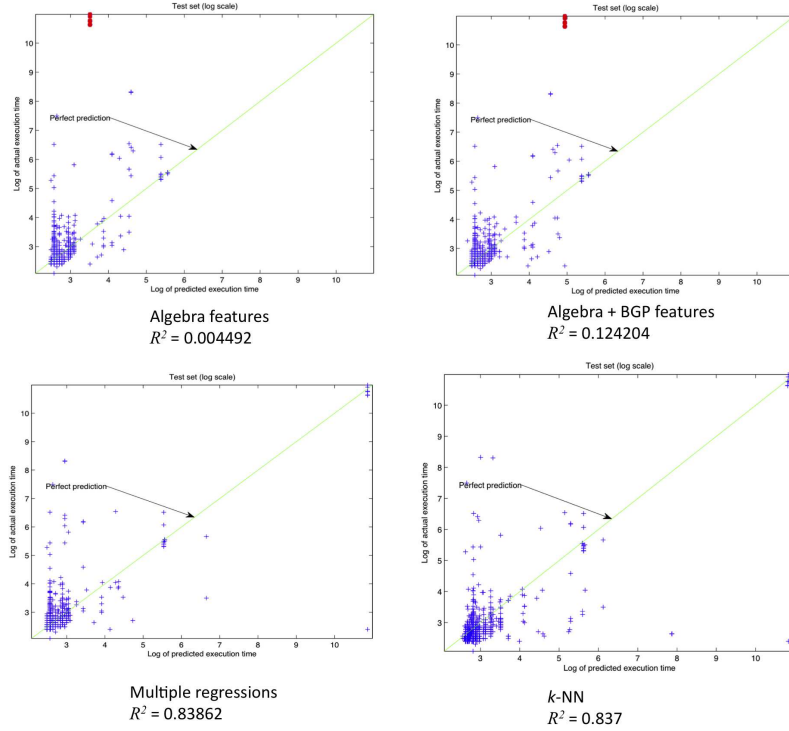 Test set (log scale)
11
10
9
8
7
6
5
4
3
Log of actual execution time
Perfect prediction
3 4 5 6 7 8 9 10
Log of predicted execution time
Algebra features
R² = 0.004492
Test set (log scale)
11
10
9
8
7
6
5
4
3
Log of actual execution time
Perfect prediction
3 4 5 6 7 8 9 10
Log of predicted execution time
Algebra + BGP features
R² = 0.124204
Test set (log scale)
11
10
9
8
7
6
5
4
3
Log of actual execution time
Perfect prediction
3 4 5 6 7 8 9 10
Log of predicted execution time
Multiple regressions
R² = 0.83862
Test set (log scale)
11
10
9
8
7
6
5
4
3
Log of actual execution time
Perfect prediction
3 4 5 6 7 8 9 10
Log of predicted execution time
k-NN
R² = 0.837